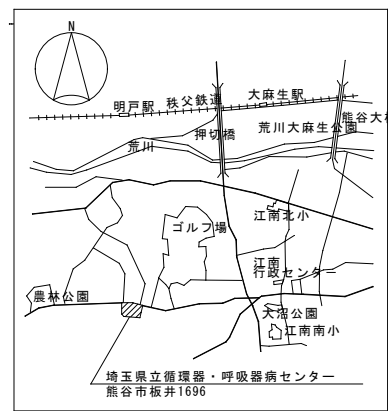 N
大麻生駅
秩父鉄道
明戸駅
荒川大麻生公園
熊谷大橋
押切橋
荒川
江南北小
ゴルフ場
江南
行政センター
農林公園
大沼公園
江南南小
埼玉県立循環器・呼吸器病センター
熊谷市板井1696